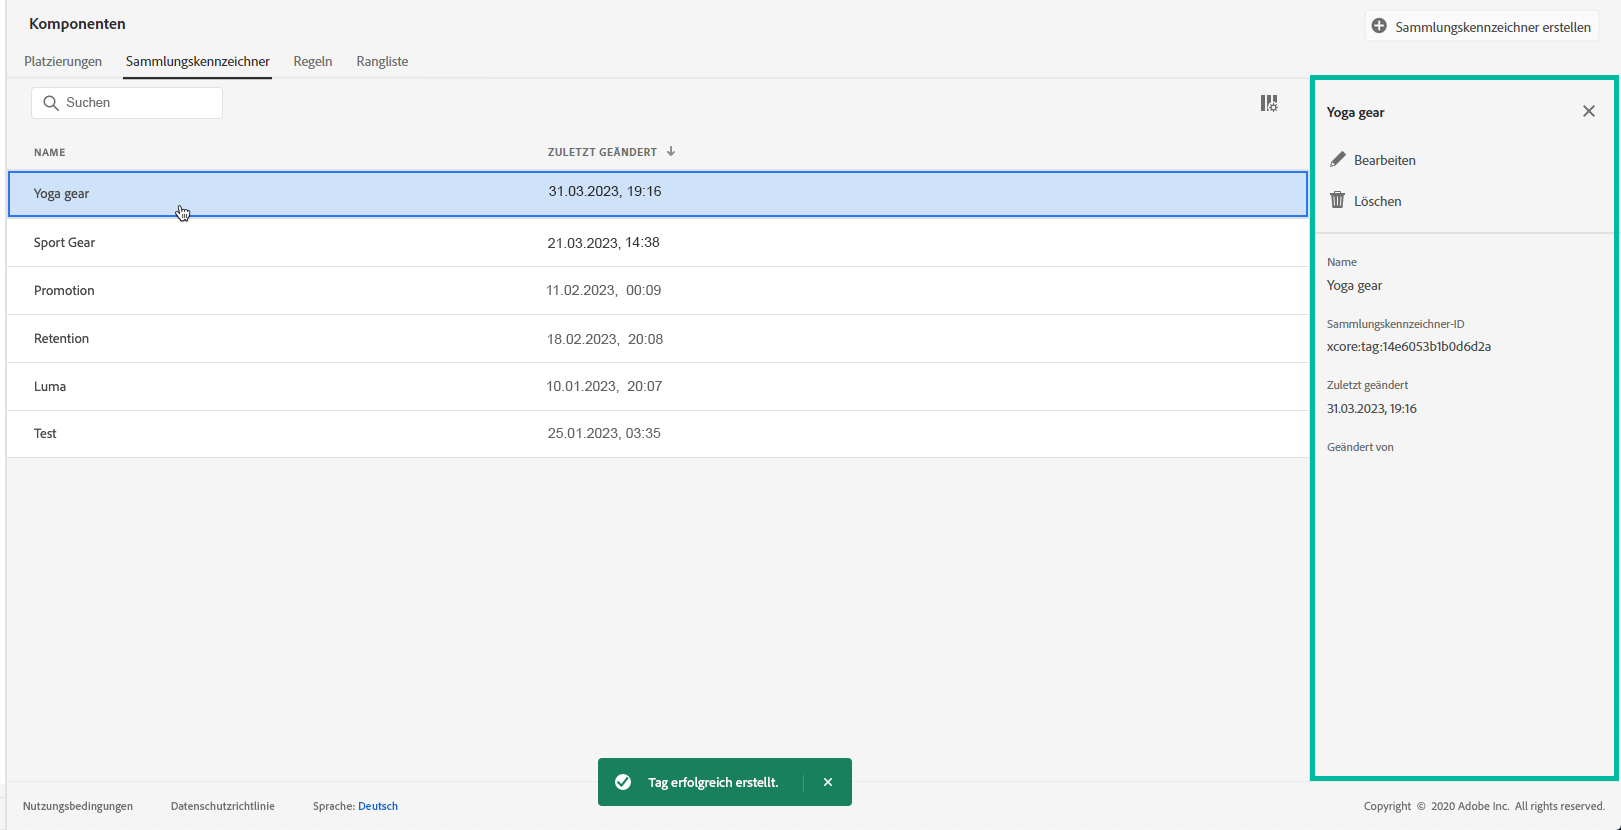 Komponenten
Sammlungskennzeichner erstellen
Platzierungen Sammlungskennzeichner Regeln Rangliste
Suchen
NAME ZULETZT GEÄNDERT
Yoga gear 31.03.2023, 19:16
Sport Gear 21.03.2023, 14:38
Promotion 11.02.2023, 00:09
Retention 18.02.2023, 20:08
Luma 10.01.2023, 20:07
Test 25.01.2023, 03:35
Yoga gear
Bearbeiten
Löschen
Name
Yoga gear
Sammlungskennzeichner-ID
xcore:tag:14e6053b1b0d6d2a
Zuletzt geändert
31.03.2023, 19:16
Geändert von
Tag erfolgreich erstellt.
Nutzungsbedingungen Datenschutzrichtlinie Sprache: Deutsch
Copyright © 2020 Adobe Inc. All rights reserved.